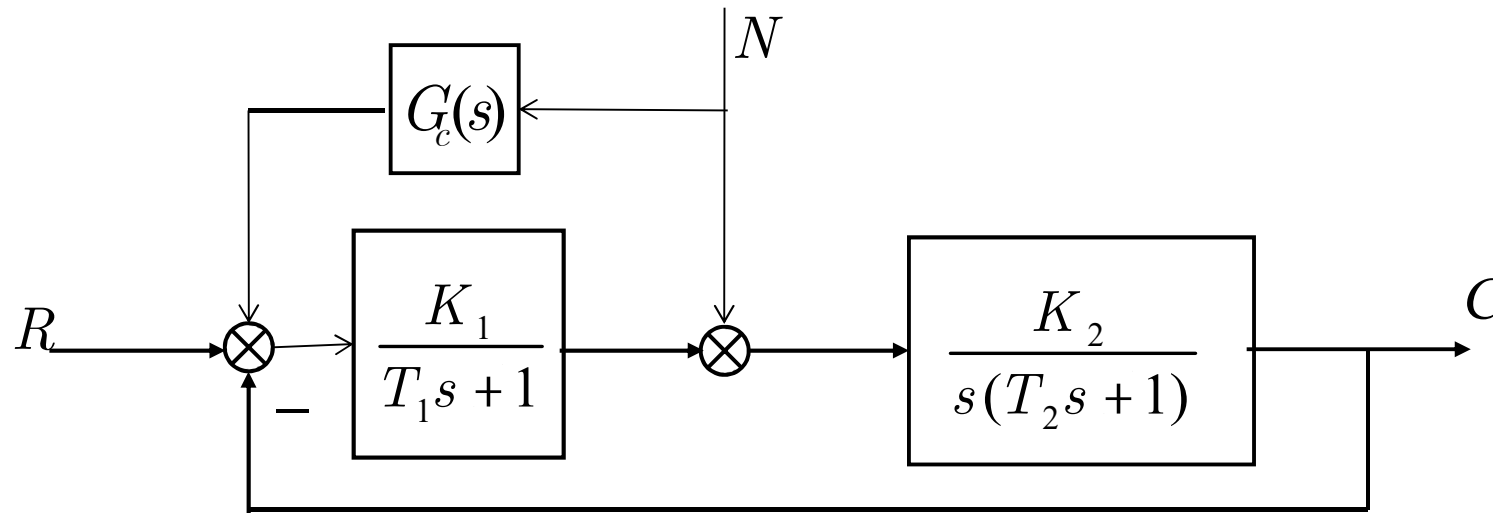 N
G_c(s)
R
K_1
T_1s + 1
K_2
s(T_2s + 1)
C
−